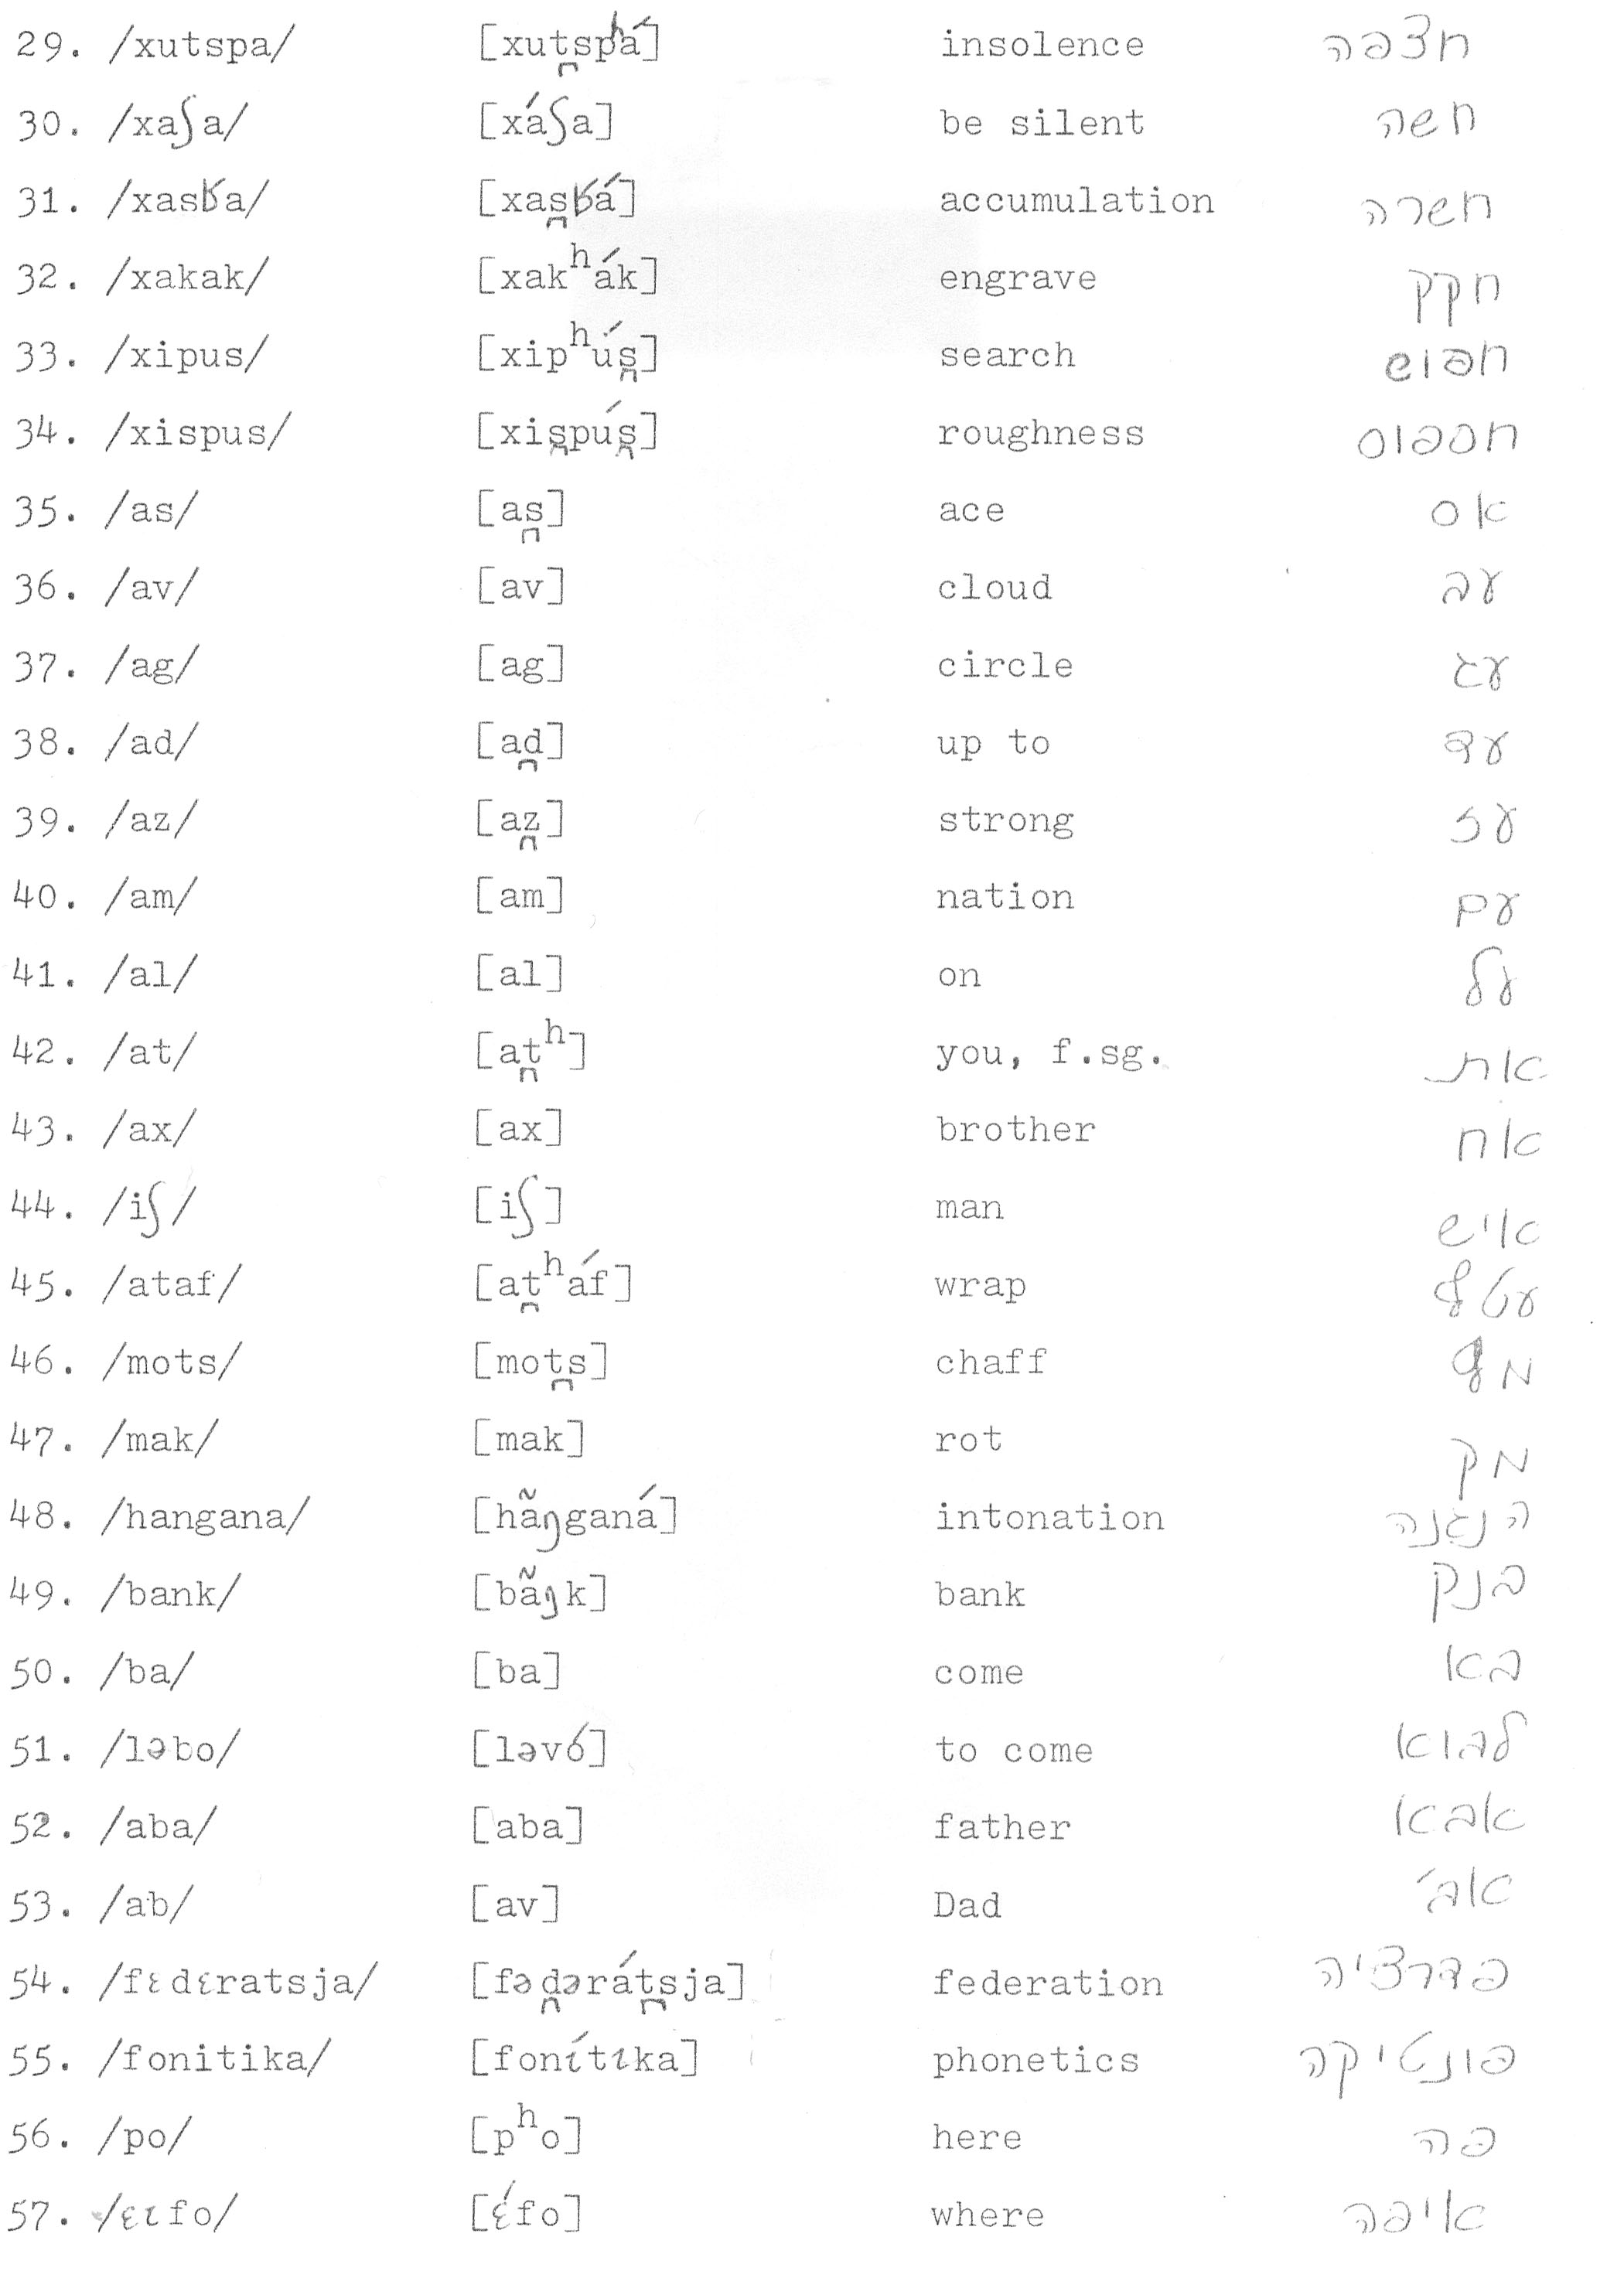 29. /xutspa/ [xut̪s̪pʰá] insolence חצפה
30. /xaʃa/ [xáʃa] be silent חשה
31. /xasʁa/ [xas̪ʁá] accumulation חשרה
32. /xakak/ [xakʰák] engrave חקק
33. /xipus/ [xipʰús̪] search חפוש
34. /xispus/ [xis̪pús̪] roughness חספוס
35. /as/ [as̪] ace אס
36. /av/ [av] cloud עב
37. /ag/ [ag] circle עג
38. /ad/ [ad̪] up to עד
39. /az/ [az̪] strong עז
40. /am/ [am] nation עם
41. /al/ [al] on על
42. /at/ [at̪ʰ] you, f.sg. את
43. /ax/ [ax] brother אח
44. /iʃ/ [iʃ] man איש
45. /ataf/ [at̪ʰáf] wrap עטף
46. /mots/ [mot̪s̪] chaff מץ
47. /mak/ [mak] rot מק
48. /hangana/ [hãŋganá] intonation הנגנה
49. /bank/ [bãŋk] bank בנק
50. /ba/ [ba] come בא
51. /ləbo/ [ləvó] to come לבוא
52. /aba/ [aba] father אבא
53. /ab/ [av] Dad אב׳
54. /fɛdɛratsja/ [fəd̪ərát̪s̪ja] federation פדרציה
55. /fonitika/ [fonɩ́tɩka] phonetics פונטיקה
56. /po/ [pʰo] here פה
57. /ɛɩfo/ [ɛ́fo] where איפה